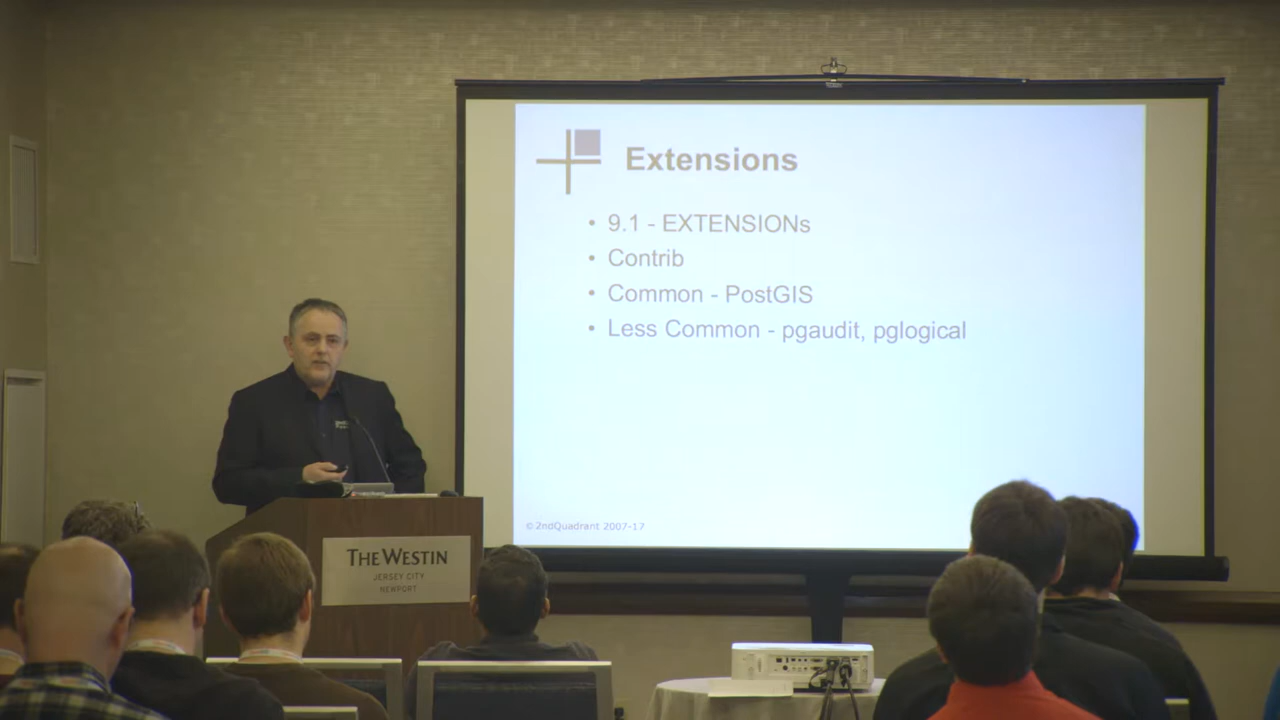 Extensions
• 9.1 - EXTENSIONs
• Contrib
• Common - PostGIS
• Less Common - pgaudit, pglogical
© 2ndQuadrant 2007-17
THE WESTIN
JERSEY CITY
NEWPORT